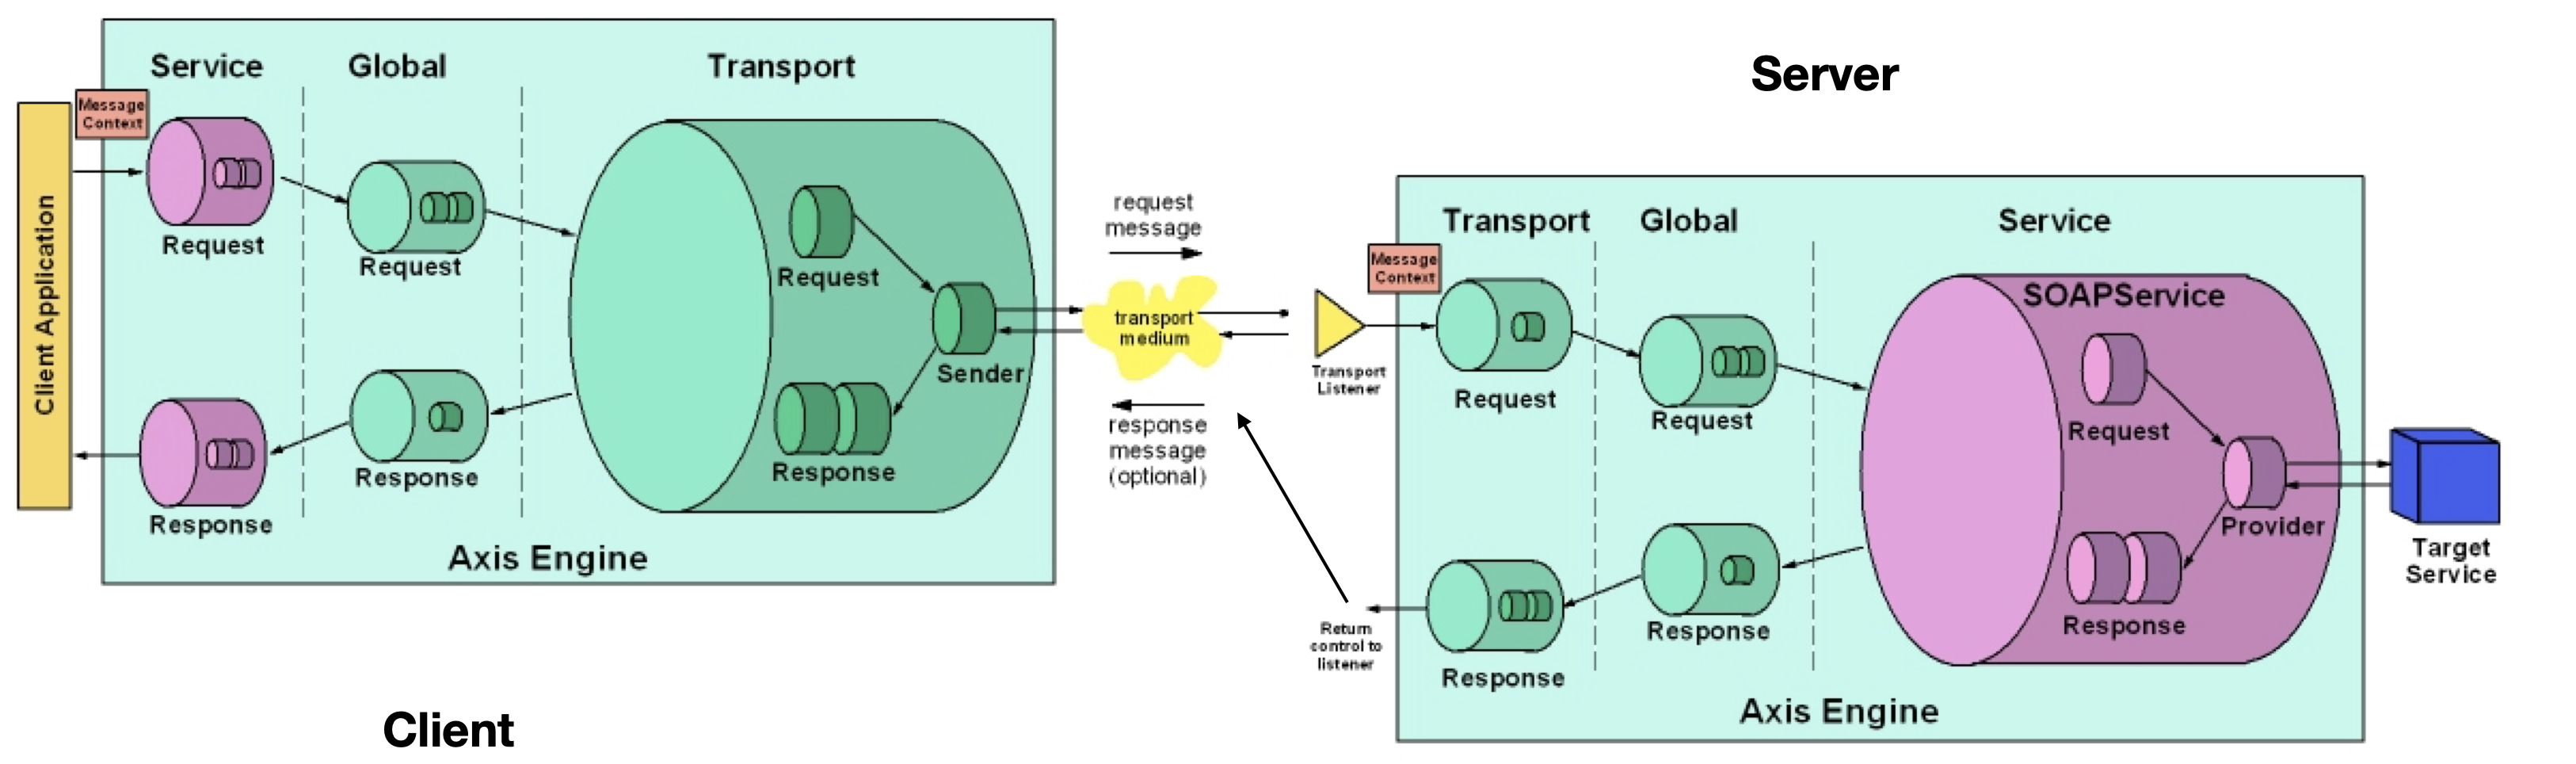 Service
Global
Transport
Message
Context
Client Application
Request
Request
Request
Sender
Response
Response
Response
Axis Engine
Client
request
message
transport
medium
response
message
(optional)
Server
Transport
Global
Service
Message
Context
Transport
Listener
Request
Request
SOAPService
Request
Provider
Response
Response
Response
Return
control to
listener
Target
Service
Axis Engine